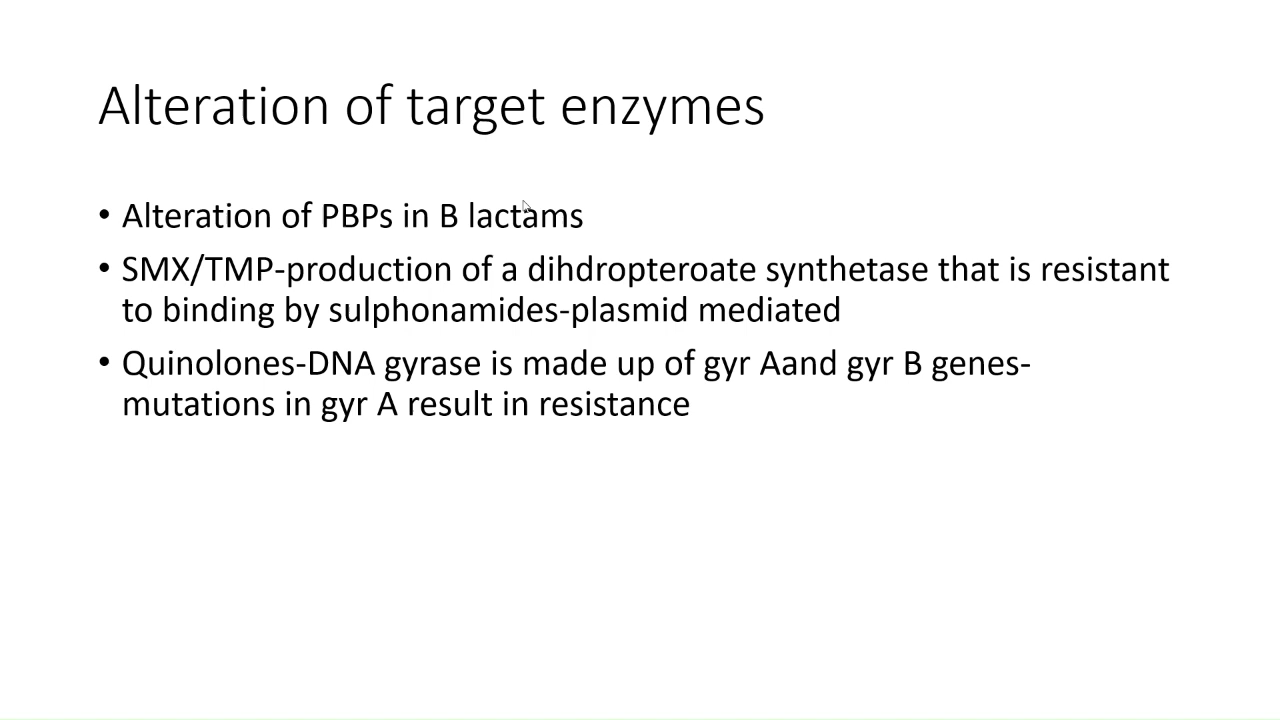 Alteration of target enzymes
• Alteration of PBPs in B lactams
• SMX/TMP-production of a dihdropteroate synthetase that is resistant
to binding by sulphonamides-plasmid mediated
• Quinolones-DNA gyrase is made up of gyr Aand gyr B genes-
mutations in gyr A result in resistance